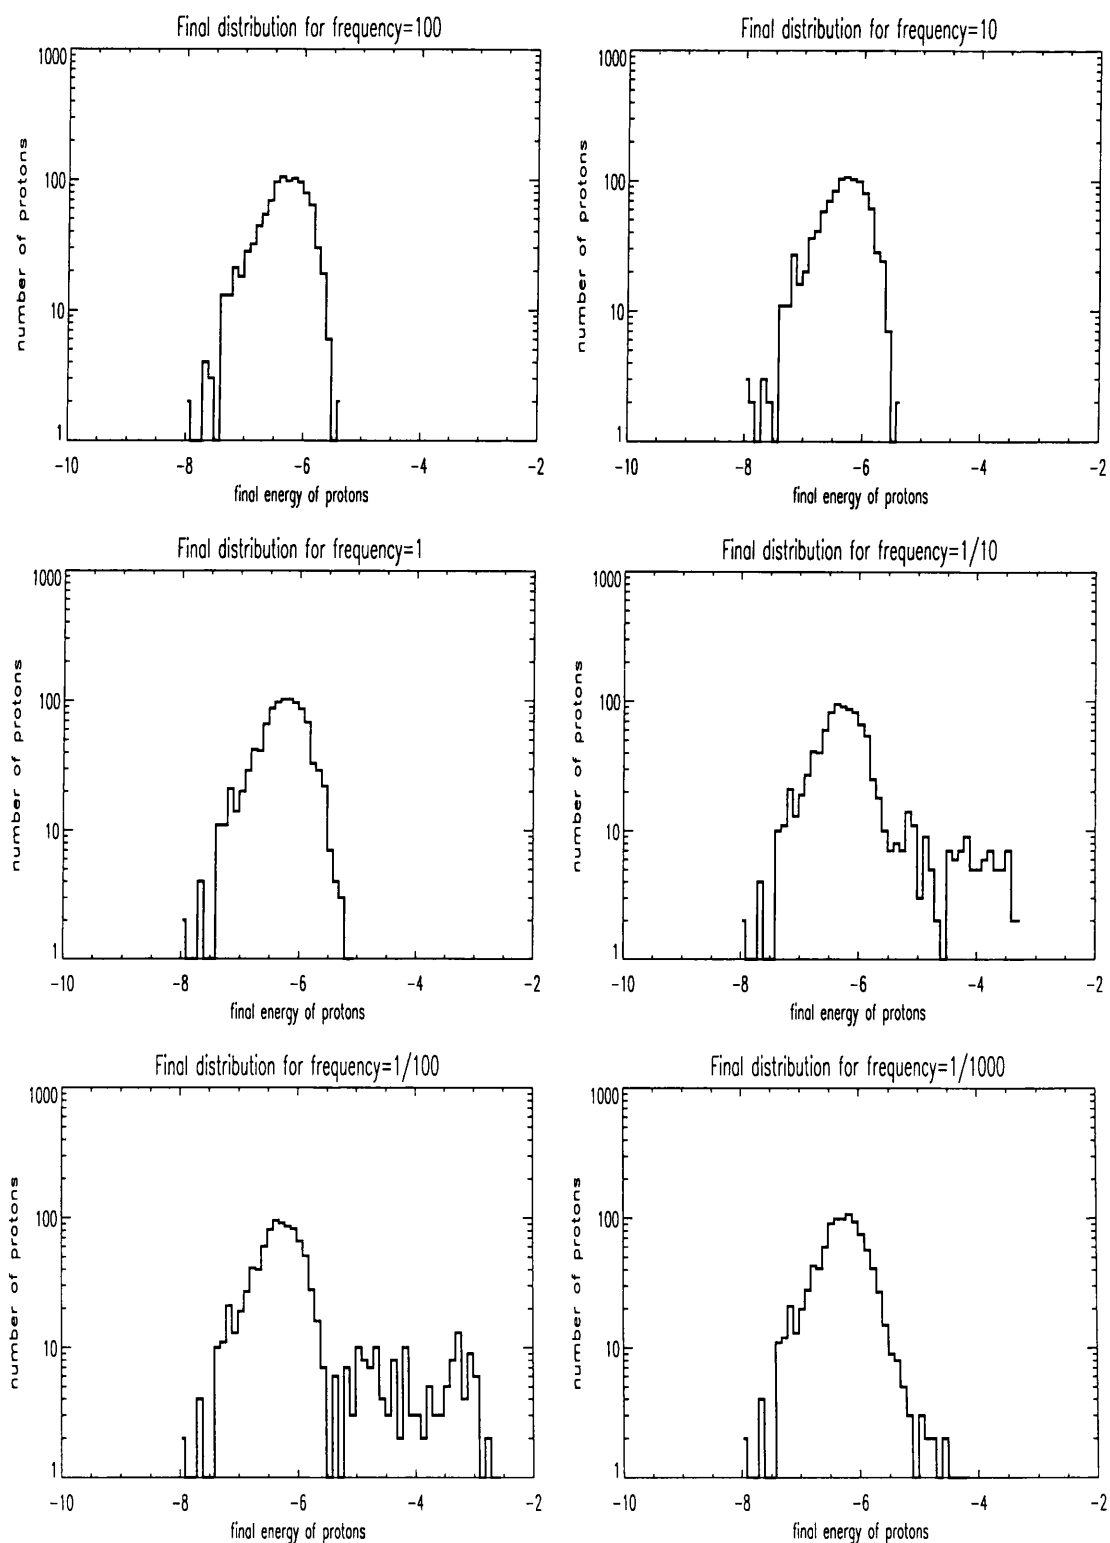 Final distribution for frequency=100
1000
100
10
1
number of protons
-10 -8 -6 -4 -2
final energy of protons
Final distribution for frequency=10
1000
100
10
1
number of protons
-10 -8 -6 -4 -2
final energy of protons
Final distribution for frequency=1
1000
100
10
1
number of protons
-10 -8 -6 -4 -2
final energy of protons
Final distribution for frequency=1/10
1000
100
10
1
number of protons
-10 -8 -6 -4 -2
final energy of protons
Final distribution for frequency=1/100
1000
100
10
1
number of protons
-10 -8 -6 -4 -2
final energy of protons
Final distribution for frequency=1/1000
1000
100
10
1
number of protons
-10 -8 -6 -4 -2
final energy of protons